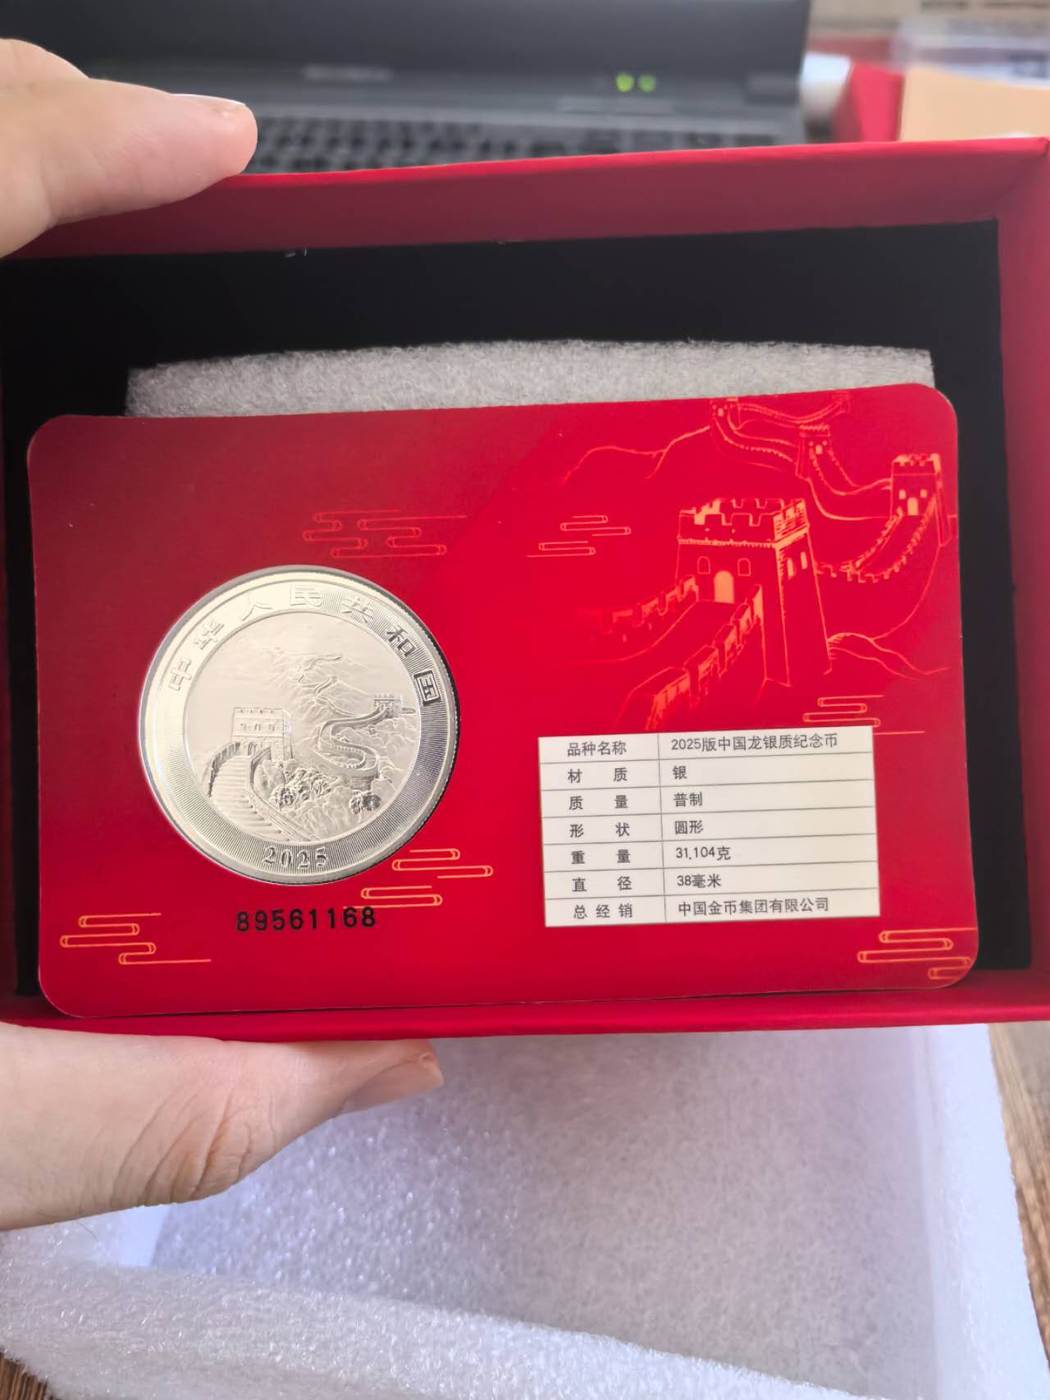 中华人民共和国
2025
89561168
品种名称 2025版中国龙银质纪念币
材质 银
质量 普制
形状 圆形
重量 31.104克
直径 38毫米
总经销 中国金币集团有限公司